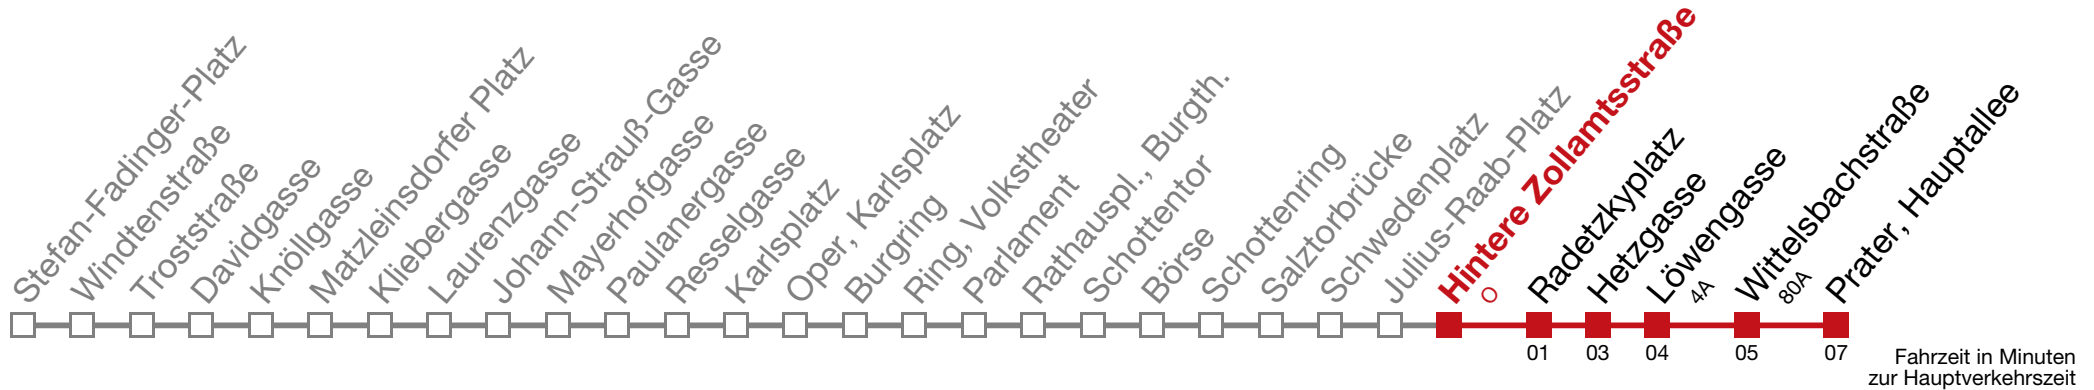 Stefan-Fadinger-Platz
Windtenstraße
Troststraße
Davidgasse
Knöllgasse
Matzleinsdorfer Platz
Kliebergasse
Laurenzgasse
Johann-Strauß-Gasse
Mayerhofgasse
Paulanergasse
Resselgasse
Karlsplatz
Oper, Karlsplatz
Burgring
Ring, Volkstheater
Parlament
Rathauspl., Burgth.
Schottentor
Börse
Schottenring
Salztorbrücke
Schwedenplatz
Julius-Raab-Platz
Hintere Zollamtsstraße
O
Radetzkyplatz
Hetzgasse
Löwengasse
4A
Wittelsbachstraße
80A
Prater, Hauptallee
01 03 04 05 07
Fahrzeit in Minuten
zur Hauptverkehrszeit